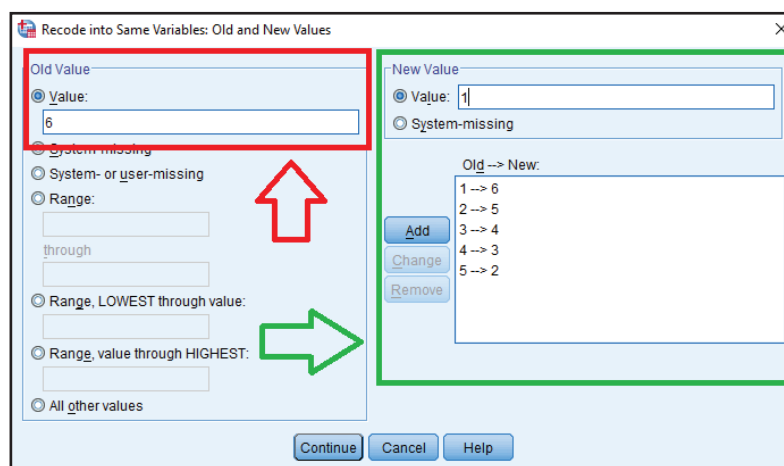 Recode into Same Variables: Old and New Values
Old Value
Value:
6
System-missing
System- or user-missing
Range:
through
Range, LOWEST through value:
Range, value through HIGHEST:
All other values
New Value
Value: 1
System-missing
Old --> New:
1 --> 6
2 --> 5
3 --> 4
4 --> 3
5 --> 2
Add
Change
Remove
Continue
Cancel
Help